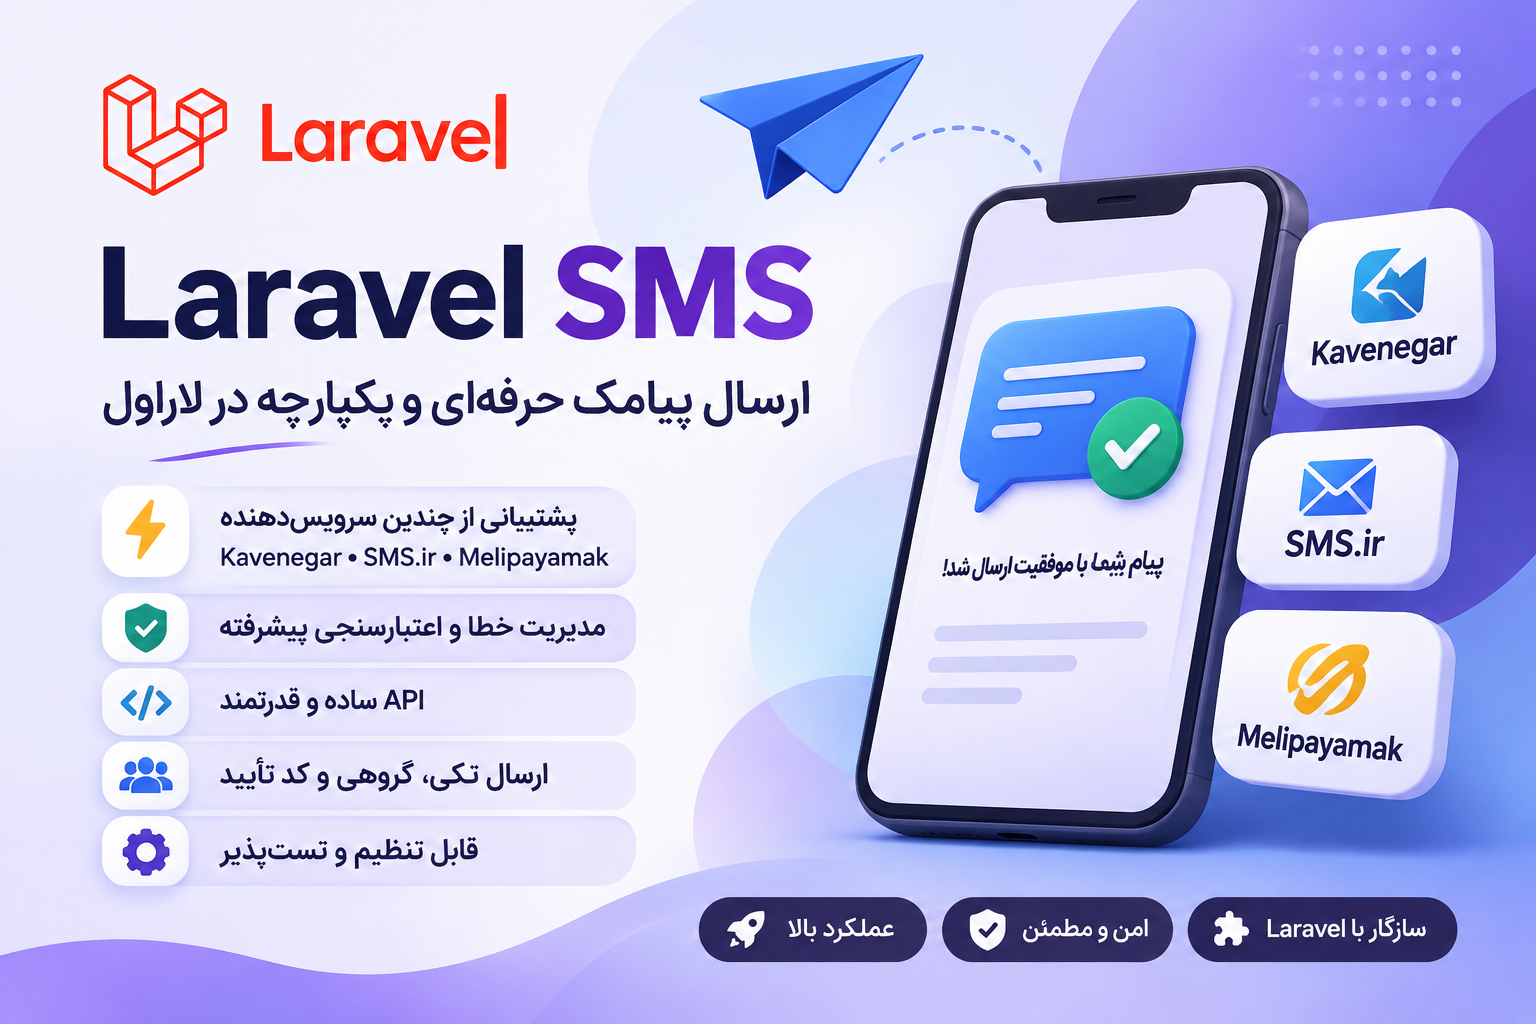 Laravel
Laravel SMS
ارسال پیامک حرفه‌ای و یکپارچه در لاراول
پشتیبانی از چندین سرویس‌دهنده
Kavenegar • SMS.ir • Melipayamak
مدیریت خطا و اعتبارسنجی پیشرفته
API ساده و قدرتمند
ارسال تکی، گروهی و کد تأیید
قابل تنظیم و تست‌پذیر
پیام شما با موفقیت ارسال شد!
Kavenegar
SMS.ir
Melipayamak
عملکرد بالا
امن و مطمئن
سازگار با Laravel